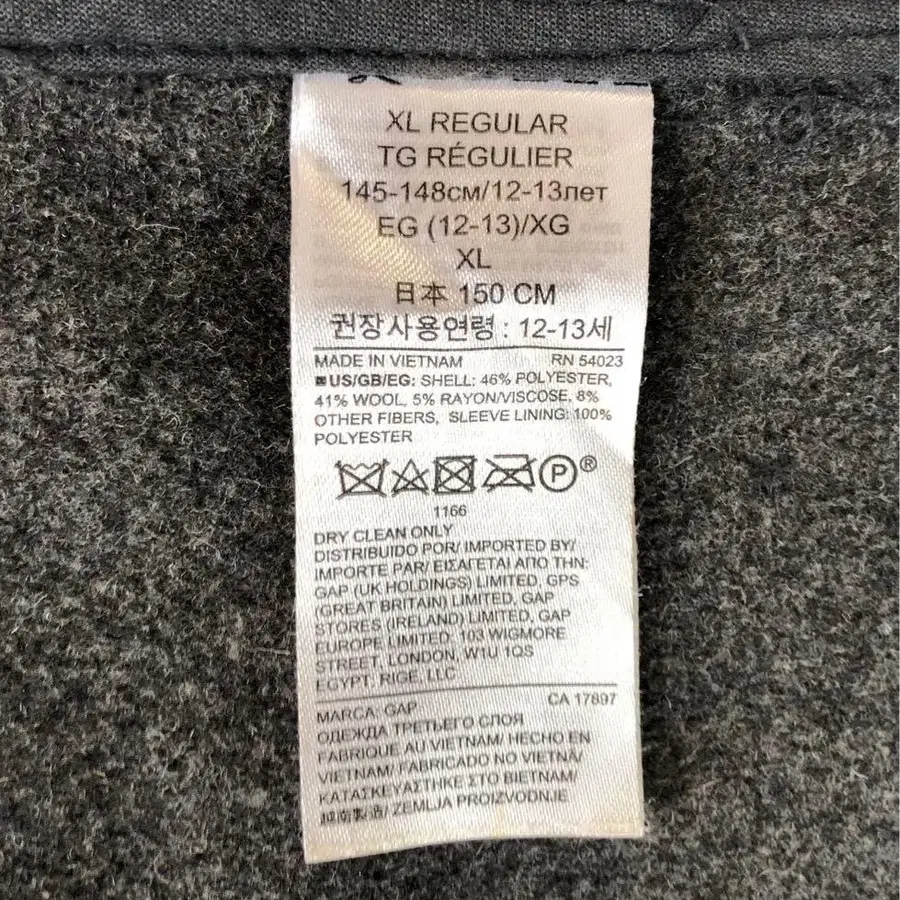 XL REGULAR
TG RÉGULIER
145-148см/12-13лет
EG (12-13)/XG
XL
日本 150 CM
권장사용연령 : 12-13세
MADE IN VIETNAM RN 54023
US/GB/EG: SHELL: 46% POLYESTER,
41% WOOL, 5% RAYON/VISCOSE, 8%
OTHER FIBERS, SLEEVE LINING: 100%
POLYESTER
P®
1166
DRY CLEAN ONLY
DISTRIBUIDO POR/ IMPORTED BY/
IMPORTE PAR/ ΕΙΣΑΓΕΤΑΙ ΑΠΟ ΤΗΝ:
GAP (UK HOLDINGS) LIMITED, GPS
(GREAT BRITAIN) LIMITED, GAP
STORES (IRELAND) LIMITED, GAP
EUROPE LIMITED: 103 WIGMORE
STREET, LONDON, W1U 1QS
EGYPT, RIGE, LLC
CA 17897
MARCA: GAP
ОДЕЖДА ТРЕТЬЕГО СЛОЯ
FABRIQUE AU VIETNAM/ HECHO EN
VIETNAM/ FABRICADO NO VIETNÃ/
ΚΑΤΑΣΚΕΥΑΣΤΗΚΕ ΣΤΟ ΒΙΕΤΝΑΜ/
越南製造/ ZEMLJA PROIZVODNJE